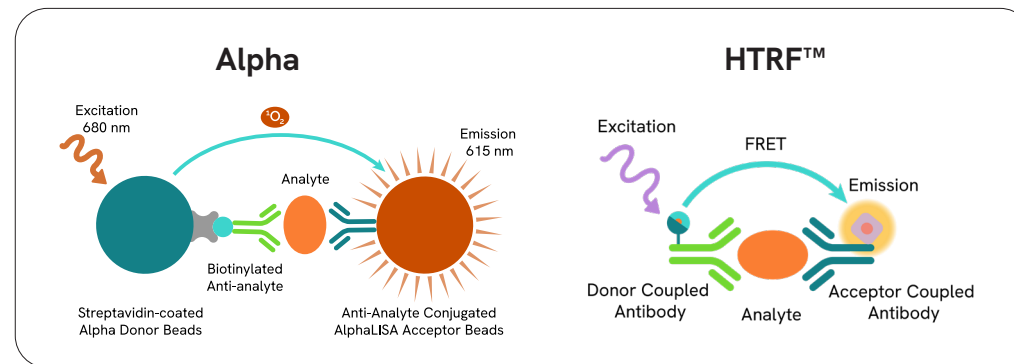 Alpha
Excitation
680 nm
¹O₂
Emission
615 nm
Analyte
Biotinylated
Anti-analyte
Streptavidin-coated
Alpha Donor Beads
Anti-Analyte Conjugated
AlphaLISA Acceptor Beads
HTRF™
Excitation
FRET
Emission
Donor Coupled
Antibody
Analyte
Acceptor Coupled
Antibody